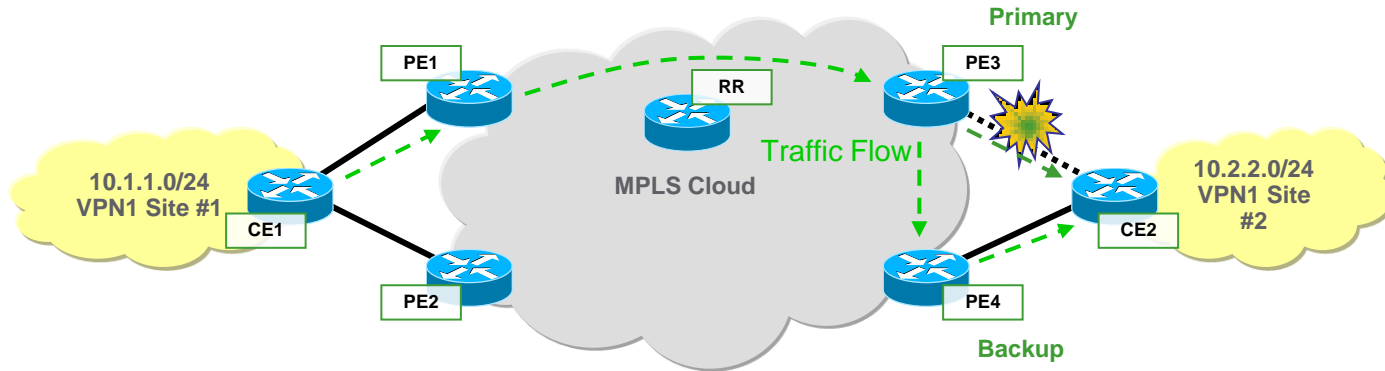 Primary
PE1
PE3
RR
Traffic Flow
10.1.1.0/24
VPN1 Site #1
MPLS Cloud
10.2.2.0/24
VPN1 Site
#2
CE1
CE2
PE2
PE4
Backup